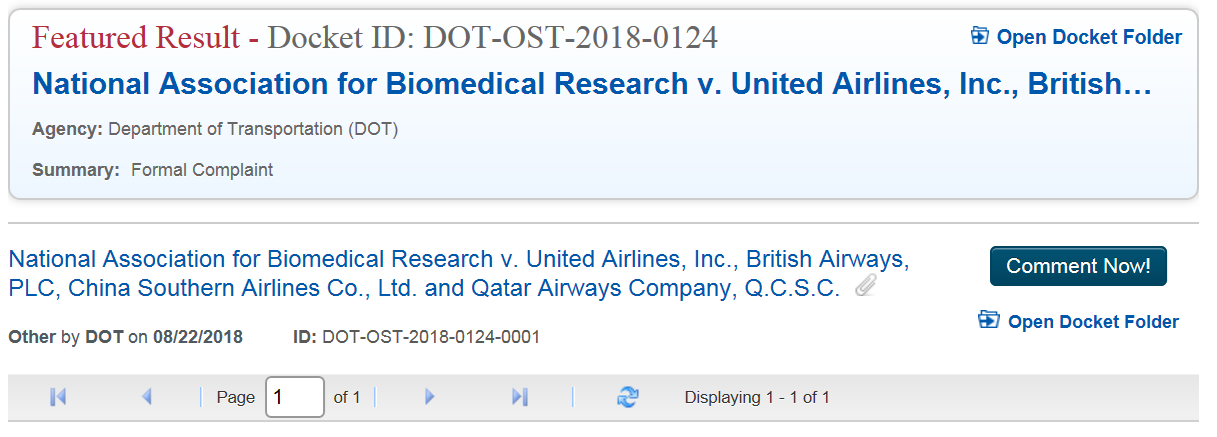 Featured Result - Docket ID: DOT-OST-2018-0124
Open Docket Folder
National Association for Biomedical Research v. United Airlines, Inc., British…
Agency: Department of Transportation (DOT)
Summary: Formal Complaint
National Association for Biomedical Research v. United Airlines, Inc., British Airways,
PLC, China Southern Airlines Co., Ltd. and Qatar Airways Company, Q.C.S.C.
Comment Now!
Open Docket Folder
Other by DOT on 08/22/2018 ID: DOT-OST-2018-0124-0001
Page 1 of 1 Displaying 1 - 1 of 1